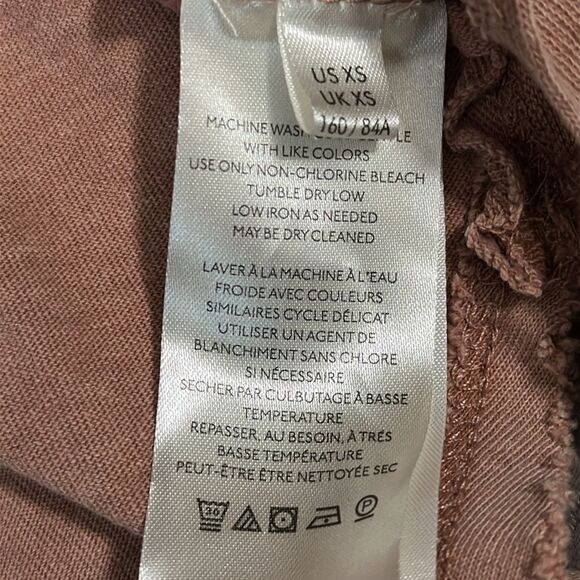 US XS
UK XS
160/84A
MACHINE WASH LE
WITH LIKE COLORS
USE ONLY NON-CHLORINE BLEACH
TUMBLE DRY LOW
LOW IRON AS NEEDED
MAY BE DRY CLEANED
LAVER À LA MACHINE À L'EAU
FROIDE AVEC COULEURS
SIMILAIRES CYCLE DÉLICAT
UTILISER UN AGENT DE
BLANCHIMENT SANS CHLORE
SI NÉCESSAIRE
SECHER PAR CULBUTAGE À BASSE
TEMPERATURE
REPASSER, AU BESOIN, À TRÉS
BASSE TEMPÉRATURE
PEUT-ÊTRE ÊTRE NETTOYÉE SEC
30
P